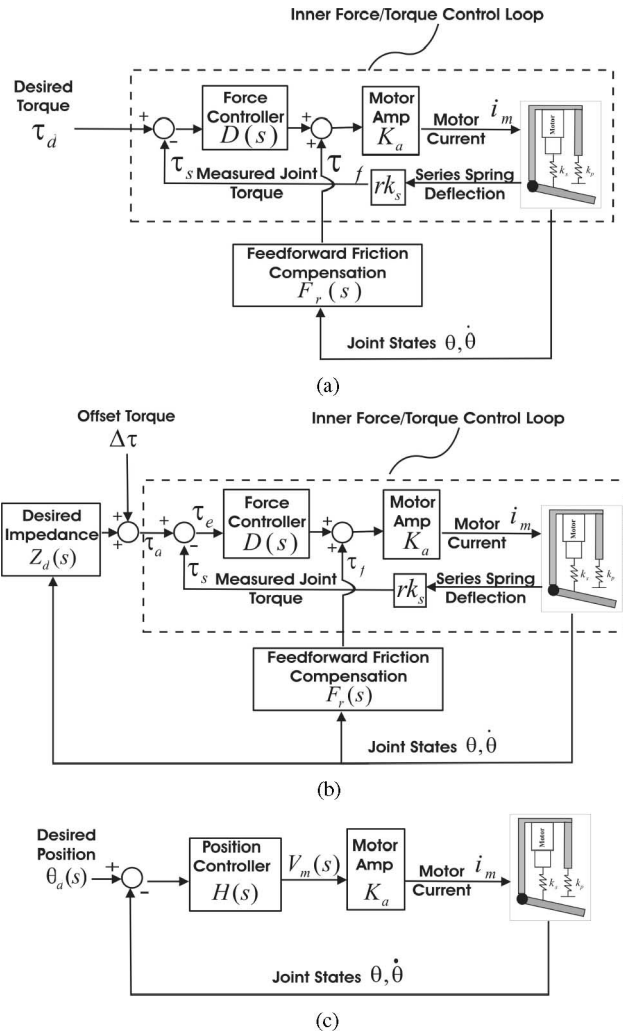 Inner Force/Torque Control Loop
Desired
Torque
τd
+
-
Force
Controller
D(s)
+
+
Motor
Amp
Ka
Motor
Current
im
Motor
ks
kp
τs
Measured Joint
Torque
τ
f
rks
Series Spring
Deflection
Feedforward Friction
Compensation
Fr(s)
Joint States θ, θ̇
(a)
Offset Torque
Δτ
Inner Force/Torque Control Loop
Desired
Impedance
Zd(s)
+
+
τa
+
-
τe
Force
Controller
D(s)
+
+
Motor
Amp
Ka
Motor
Current
im
Motor
ks
kp
τs
Measured Joint
Torque
τf
rks
Series Spring
Deflection
Feedforward Friction
Compensation
Fr(s)
Joint States θ, θ̇
(b)
Desired
Position
θa(s)
+
-
Position
Controller
H(s)
Vm(s)
Motor
Amp
Ka
Motor
Current
im
Motor
ks
kp
Joint States θ, θ̇
(c)